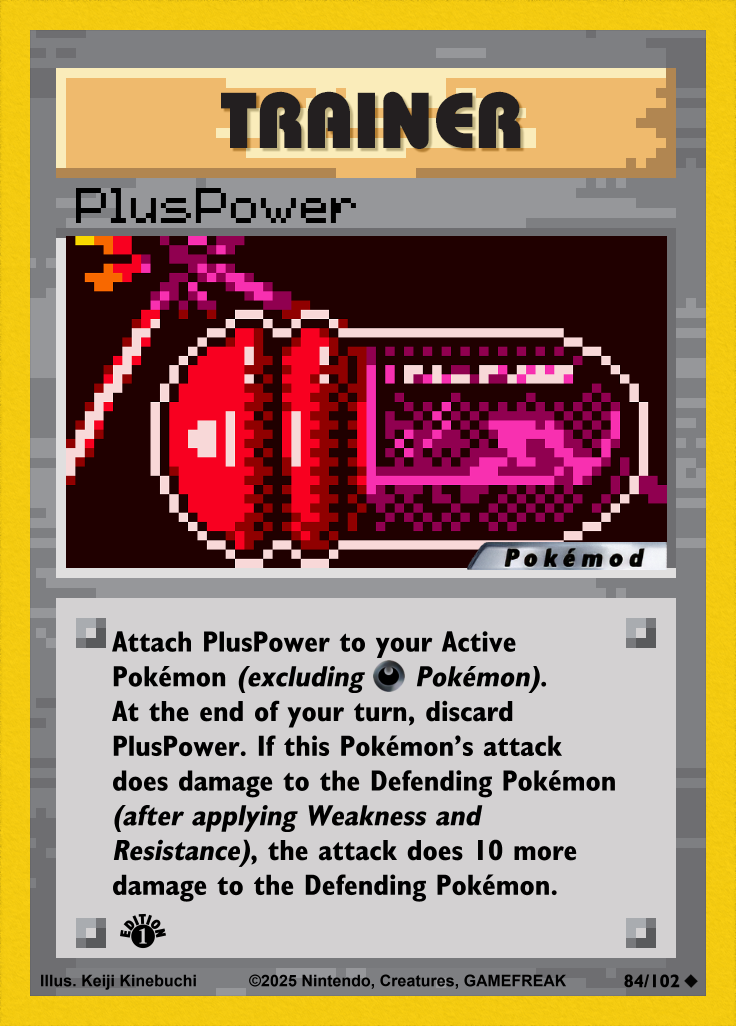 TRAINER
PlusPower
Pokémod
Attach PlusPower to your Active
Pokémon (excluding Pokémon).
At the end of your turn, discard
PlusPower. If this Pokémon’s attack
does damage to the Defending Pokémon
(after applying Weakness and
Resistance), the attack does 10 more
damage to the Defending Pokémon.
EDITION
1
Illus. Keiji Kinebuchi ©2025 Nintendo, Creatures, GAMEFREAK 84/102 ◆